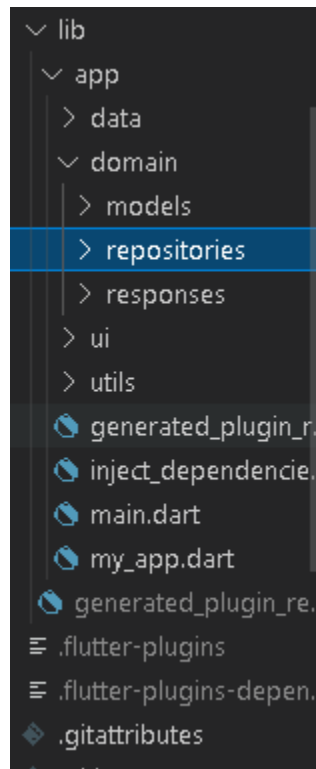 lib
app
data
domain
models
repositories
responses
ui
utils
generated_plugin_r.
inject_dependencie.
main.dart
my_app.dart
generated_plugin_re.
.flutter-plugins
.flutter-plugins-depen.
.gitattributes